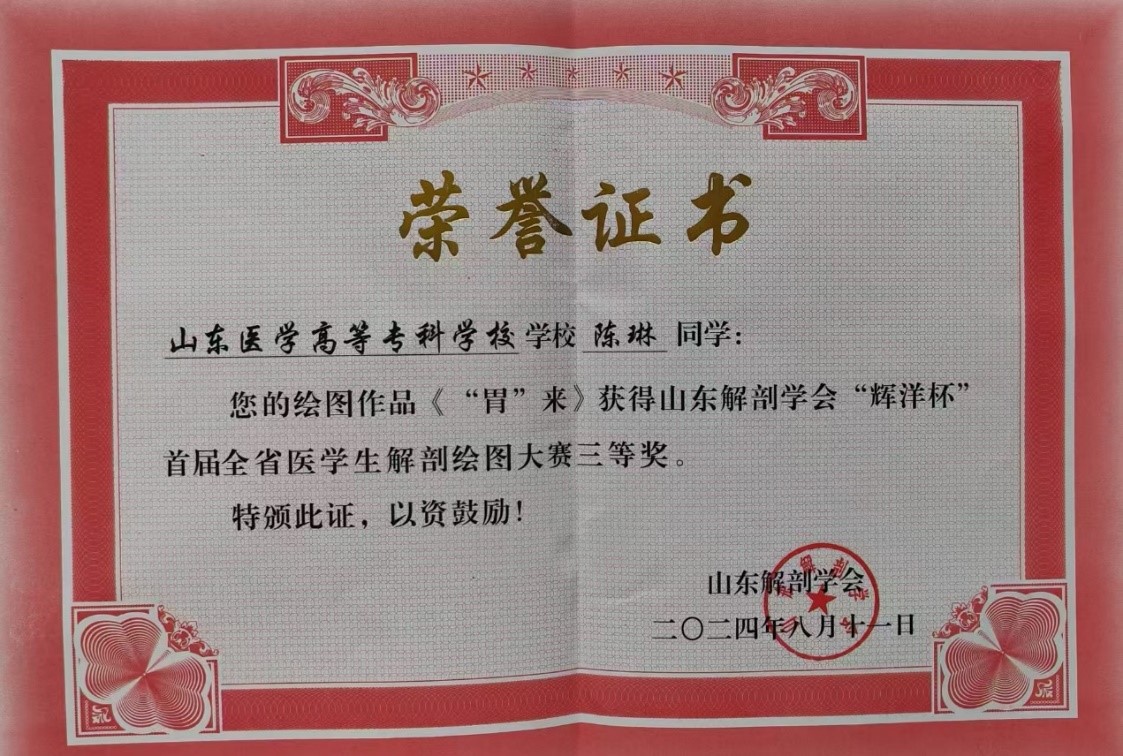 荣誉证书
山东医学高等专科学校学校 陈琳 同学：
您的绘图作品《“胃”来》获得山东解剖学会“辉洋杯”
首届全省医学生解剖绘图大赛三等奖。
特颁此证，以资鼓励！
山东解剖学会
二〇二四年八月十一日